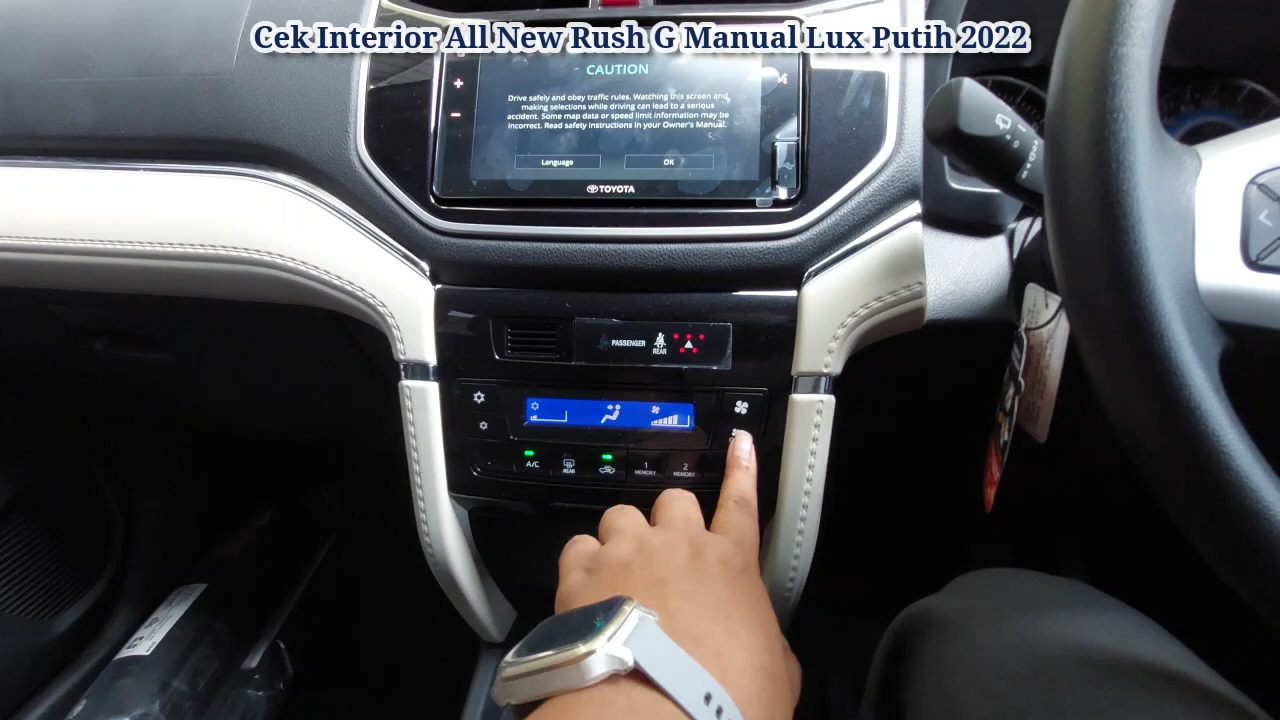 Cek Interior All New Rush G Manual Lux Putih 2022
CAUTION
Drive safely and obey traffic rules. Watching this screen and
making selections while driving can lead to a serious
accident. Some map data or speed limit information may be
incorrect. Read safety instructions in your Owner's Manual.
Language OK
TOYOTA
PASSENGER
REAR
A/C
REAR
1
MEMORY
2
MEMORY